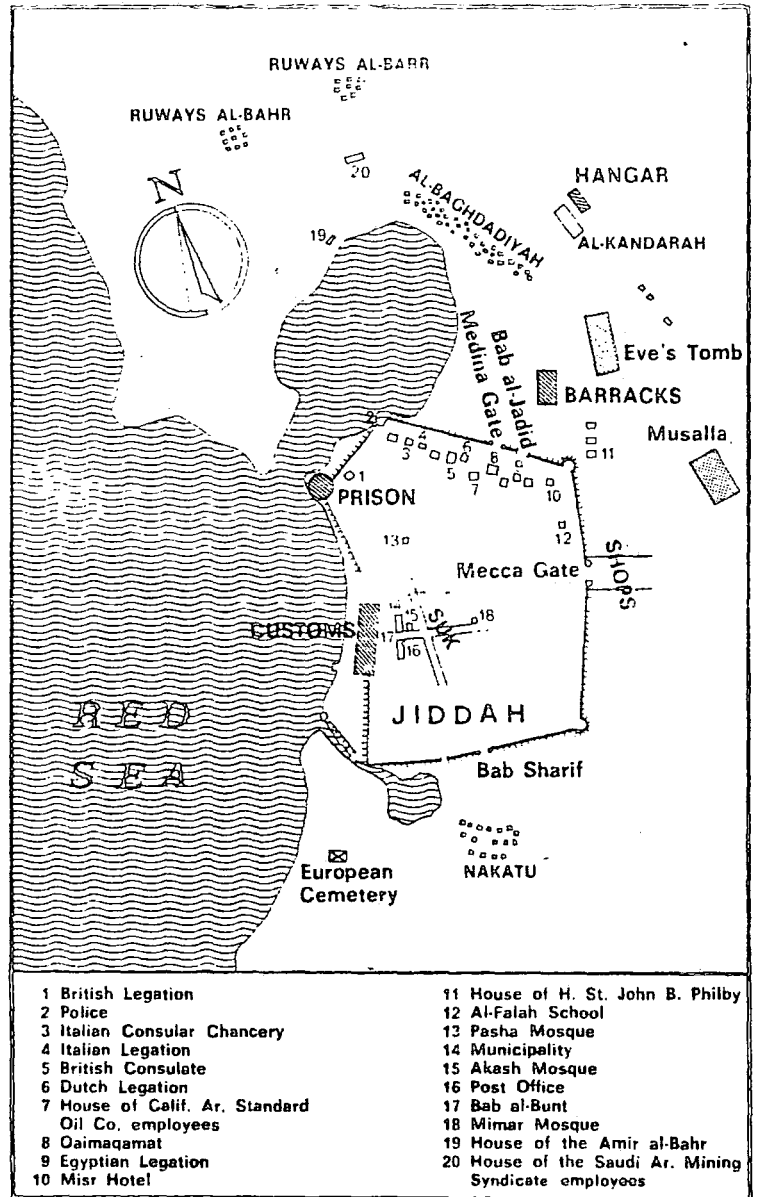 RUWAYS AL-BARR
RUWAYS AL-BAHR
20
N
HANGAR
AL-BAGHDADIYAH
AL-KANDARAH
19
Medina Gate
Bab al-Jadid
Eve's Tomb
BARRACKS
Musalla
2
3
4
5
6
7
8
9
10
11
1
PRISON
12
13
Mecca Gate
SHOPS
CUSTOMS
14
15
17
16
SUK
18
JIDDAH
RED
SEA
Bab Sharif
European
Cemetery
NAKATU
1 British Legation
2 Police
3 Italian Consular Chancery
4 Italian Legation
5 British Consulate
6 Dutch Legation
7 House of Calif. Ar. Standard
Oil Co. employees
8 Qaimaqamat
9 Egyptian Legation
10 Misr Hotel
11 House of H. St. John B. Philby
12 Al-Falah School
13 Pasha Mosque
14 Municipality
15 Akash Mosque
16 Post Office
17 Bab al-Bunt
18 Mimar Mosque
19 House of the Amir al-Bahr
20 House of the Saudi Ar. Mining
Syndicate employees